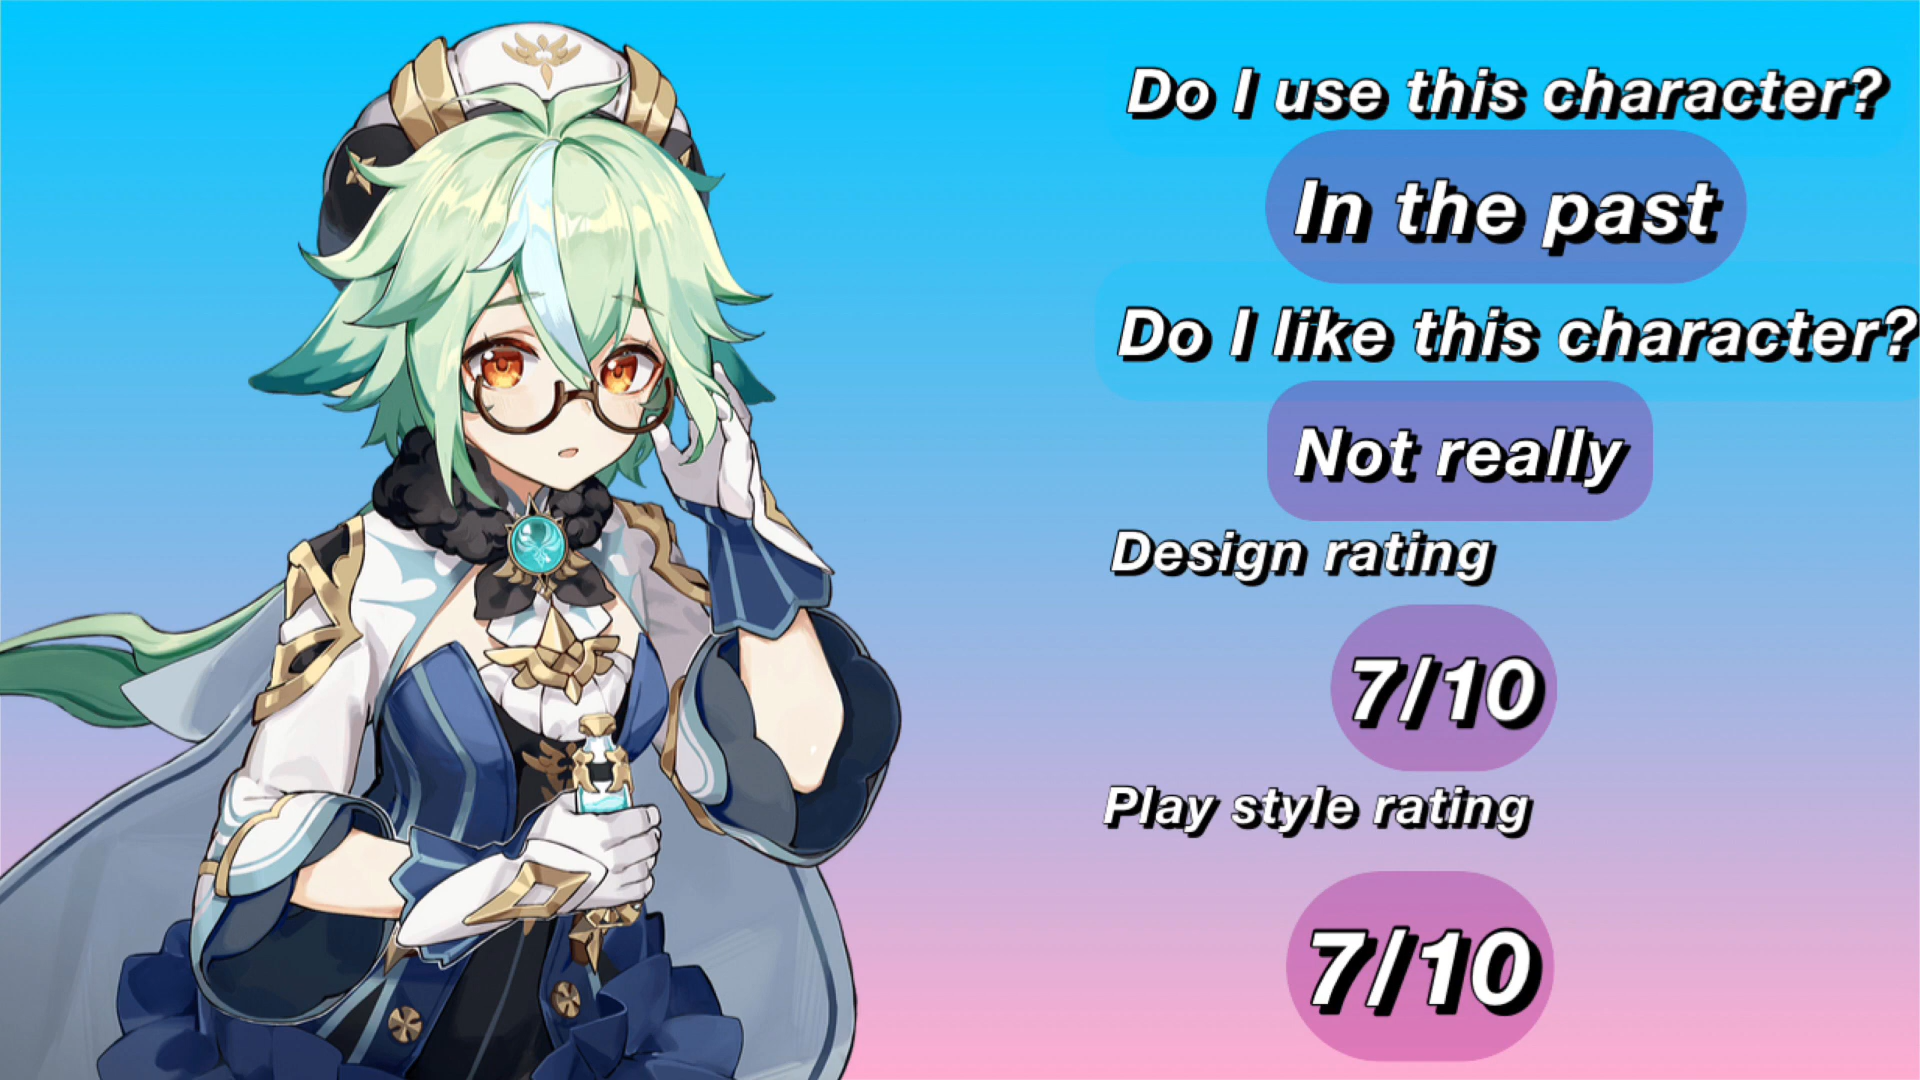 Do I use this character?
In the past
Do I like this character?
Not really
Design rating
7/10
Play style rating
7/10